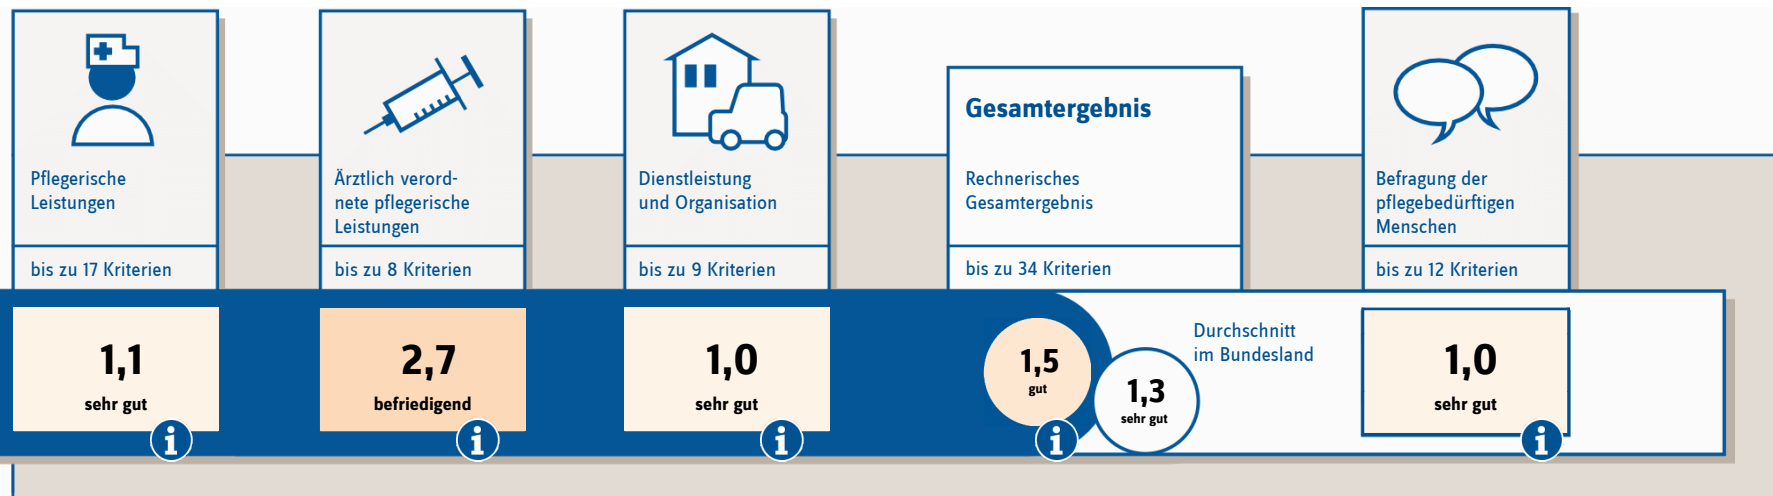 Pflegerische
Leistungen
bis zu 17 Kriterien
1,1
sehr gut
i
Ärztlich verord-
nete pflegerische
Leistungen
bis zu 8 Kriterien
2,7
befriedigend
i
Dienstleistung
und Organisation
bis zu 9 Kriterien
1,0
sehr gut
i
Gesamtergebnis
Rechnerisches
Gesamtergebnis
bis zu 34 Kriterien
1,5
gut
i
1,3
sehr gut
Durchschnitt
im Bundesland
Befragung der
pflegebedürftigen
Menschen
bis zu 12 Kriterien
1,0
sehr gut
i